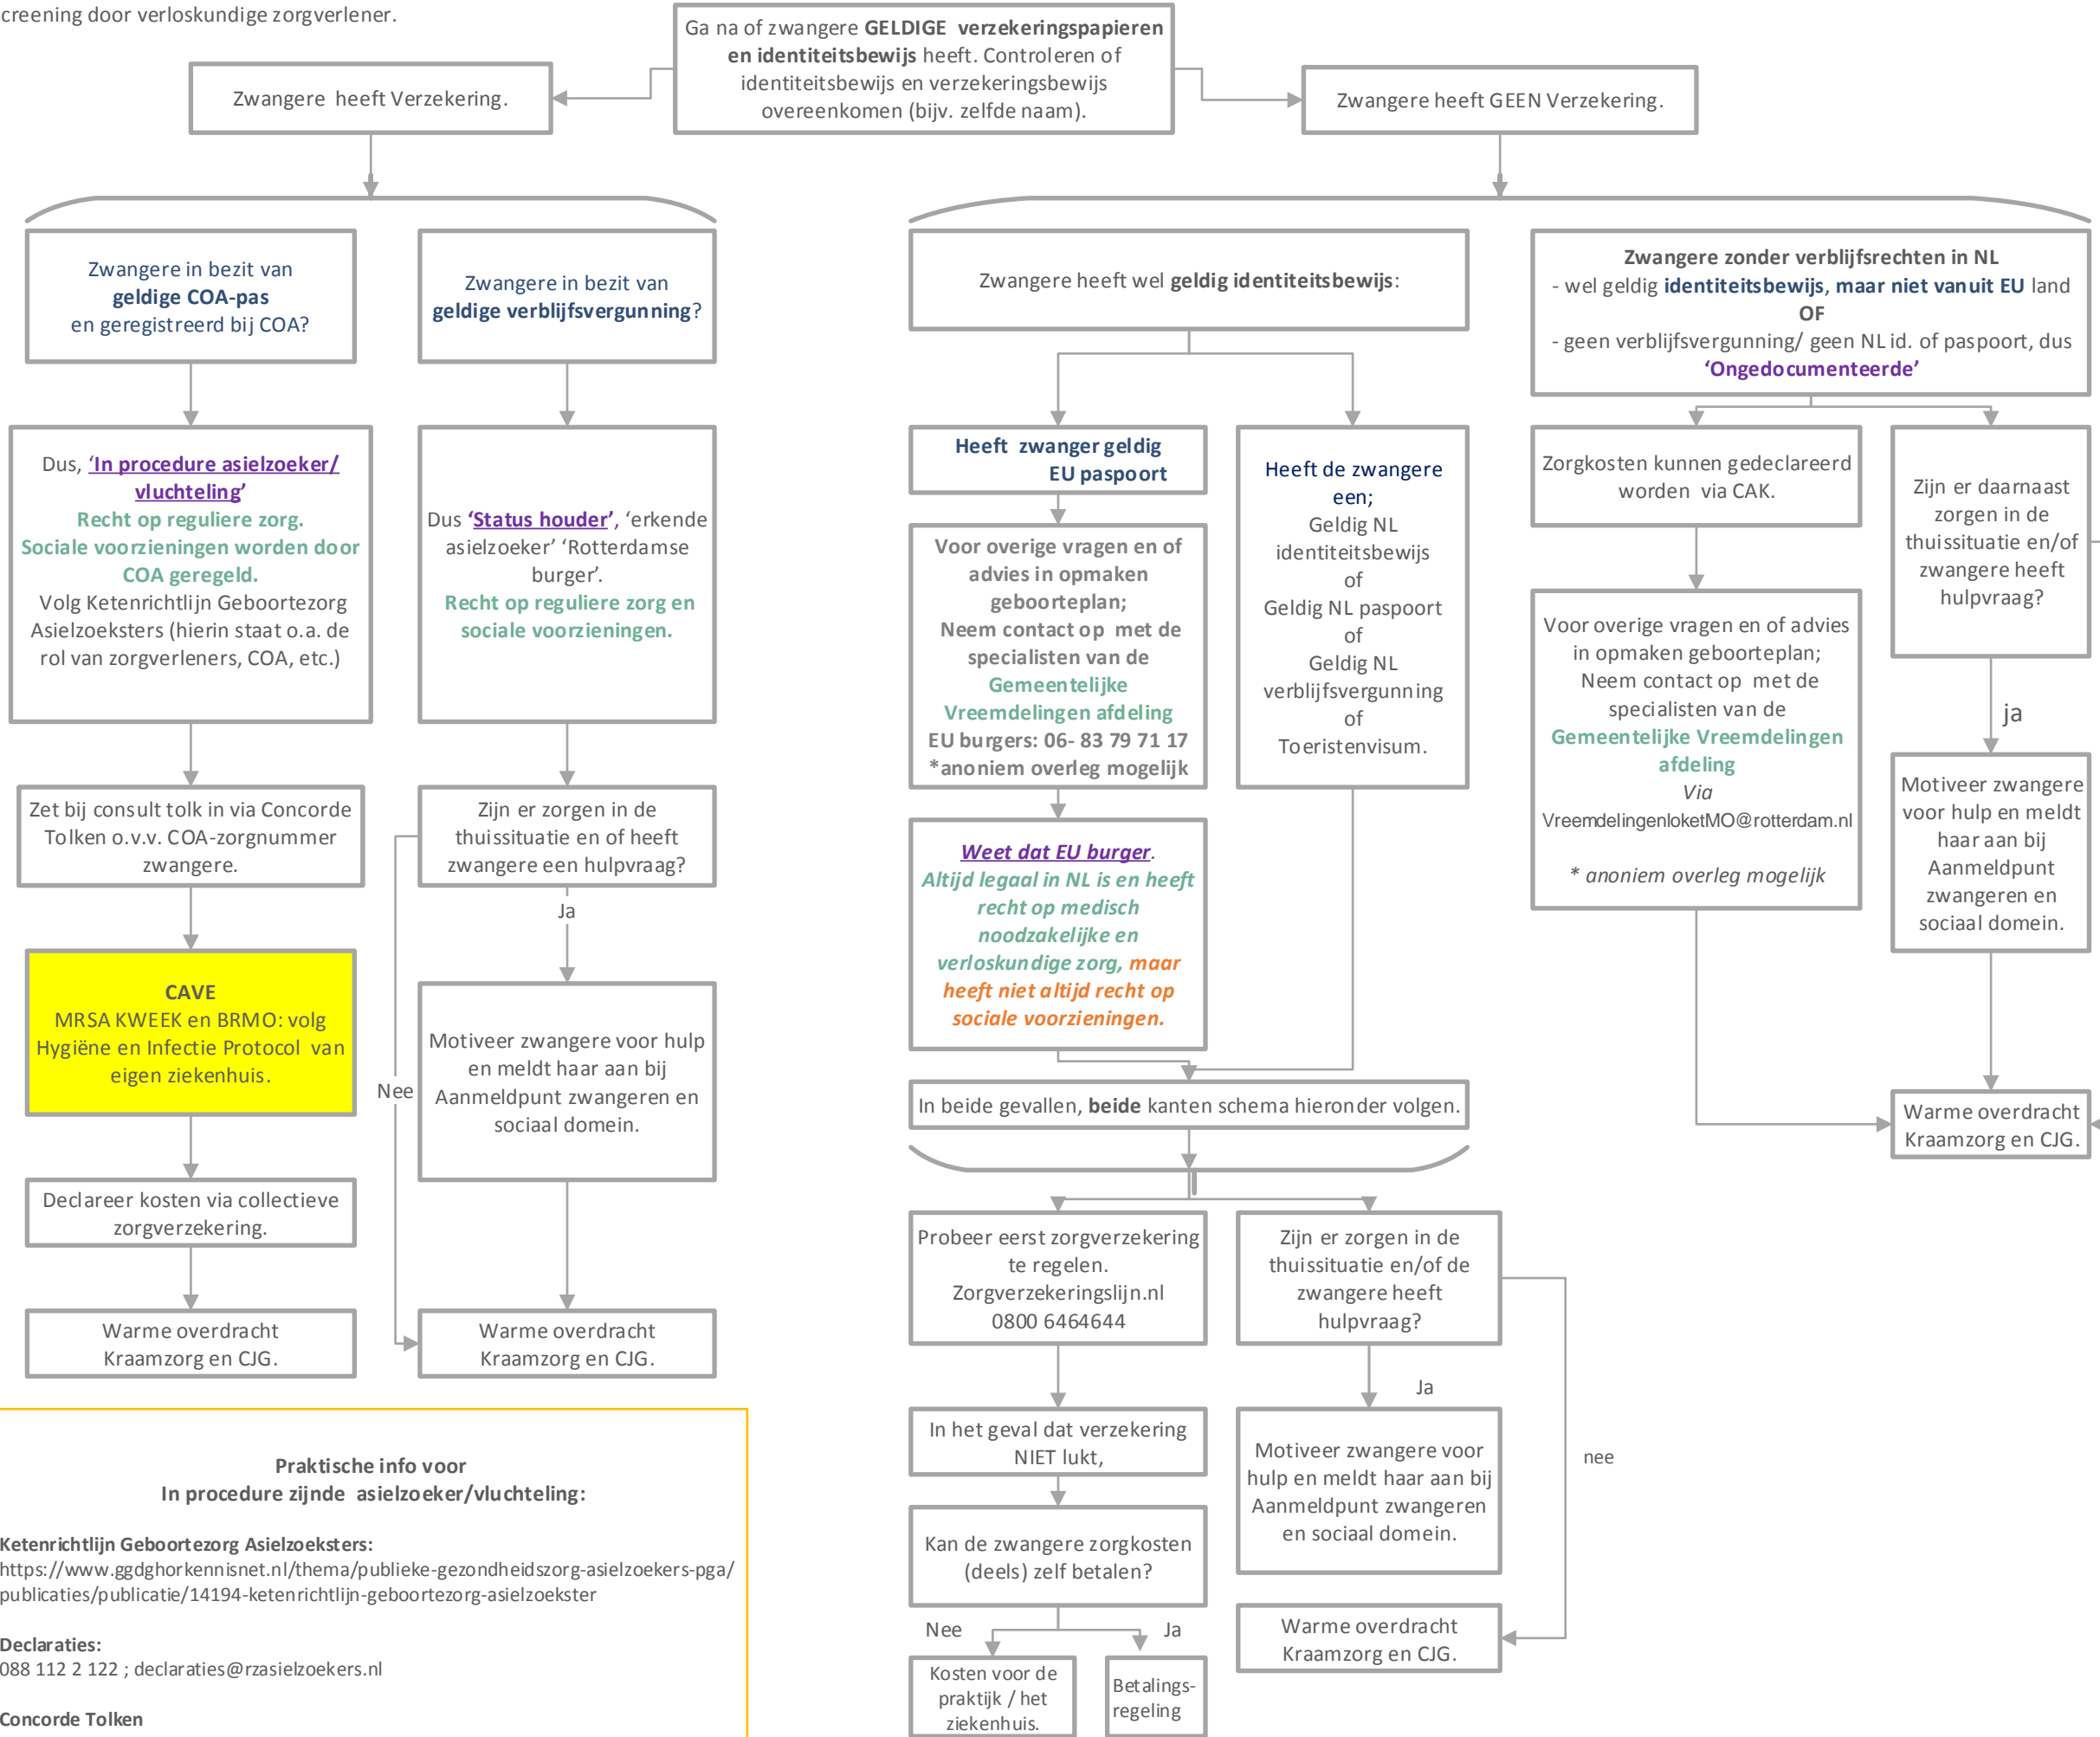 creening door verloskundige zorgverlener.
Ga na of zwangere GELDIGE verzekeringspapieren
en identiteitsbewijs heeft. Controleren of
identiteitsbewijs en verzekeringsbewijs
overeenkomen (bijv. zelfde naam).
Zwangere heeft Verzekering.
Zwangere heeft GEEN Verzekering.
Zwangere in bezit van
geldige COA-pas
en geregistreerd bij COA?
Zwangere in bezit van
geldige verblijfsvergunning?
Zwangere heeft wel geldig identiteitsbewijs:
Zwangere zonder verblijfsrechten in NL
- wel geldig identiteitsbewijs, maar niet vanuit EU land
OF
- geen verblijfsvergunning/ geen NL id. of paspoort, dus
‘Ongedocumenteerde’
Dus, ‘In procedure asielzoeker/
vluchteling’
Recht op reguliere zorg.
Sociale voorzieningen worden door
COA geregeld.
Volg Ketenrichtlijn Geboortezorg
Asielzoeksters (hierin staat o.a. de
rol van zorgverleners, COA, etc.)
Dus ‘Status houder’, ‘erkende
asielzoeker’ ‘Rotterdamse
burger’.
Recht op reguliere zorg en
sociale voorzieningen.
Heeft zwanger geldig
EU paspoort
Voor overige vragen en of
advies in opmaken
geboorteplan;
Neem contact op met de
specialisten van de
Gemeentelijke
Vreemdelingen afdeling
EU burgers: 06- 83 79 71 17
*anoniem overleg mogelijk
Heeft de zwangere
een;
Geldig NL
identiteitsbewijs
of
Geldig NL paspoort
of
Geldig NL
verblijfsvergunning
of
Toeristenvisum.
Zorgkosten kunnen gedeclareerd
worden via CAK.
Zijn er daarnaast
zorgen in de
thuissituatie en/of
zwangere heeft
hulpvraag?
Voor overige vragen en of advies
in opmaken geboorteplan;
Neem contact op met de
specialisten van de
Gemeentelijke Vreemdelingen
afdeling
Via
VreemdelingenloketMO@rotterdam.nl
* anoniem overleg mogelijk
ja
Motiveer zwangere
voor hulp en meldt
haar aan bij
Aanmeldpunt
zwangeren en
sociaal domein.
Zet bij consult tolk in via Concorde
Tolken o.v.v. COA-zorgnummer
zwangere.
Zijn er zorgen in de
thuissituatie en of heeft
zwangere een hulpvraag?
Ja
Weet dat EU burger.
Altijd legaal in NL is en heeft
recht op medisch
noodzakelijke en
verloskundige zorg, maar
heeft niet altijd recht op
sociale voorzieningen.
CAVE
MRSA KWEEK en BRMO: volg
Hygiëne en Infectie Protocol van
eigen ziekenhuis.
Nee
Motiveer zwangere voor hulp
en meldt haar aan bij
Aanmeldpunt zwangeren en
sociaal domein.
In beide gevallen, beide kanten schema hieronder volgen.
Warme overdracht
Kraamzorg en CJG.
Declareer kosten via collectieve
zorgverzekering.
Probeer eerst zorgverzekering
te regelen.
Zorgverzekeringslijn.nl
0800 6464644
Zijn er zorgen in de
thuissituatie en/of de
zwangere heeft
hulpvraag?
Warme overdracht
Kraamzorg en CJG.
Warme overdracht
Kraamzorg en CJG.
Ja
In het geval dat verzekering
NIET lukt,
Motiveer zwangere voor
hulp en meldt haar aan bij
Aanmeldpunt zwangeren
en sociaal domein.
nee
Kan de zwangere zorgkosten
(deels) zelf betalen?
Nee
Ja
Kosten voor de
praktijk / het
ziekenhuis.
Betalings-
regeling
Warme overdracht
Kraamzorg en CJG.
Praktische info voor
In procedure zijnde asielzoeker/vluchteling:
Ketenrichtlijn Geboortezorg Asielzoeksters:
https://www.ggdghorkennisnet.nl/thema/publieke-gezondheidszorg-asielzoekers-pga/
publicaties/publicatie/14194-ketenrichtlijn-geboortezorg-asielzoekster
Declaraties:
088 112 2 122 ; declaraties@rzasielzoekers.nl
Concorde Tolken